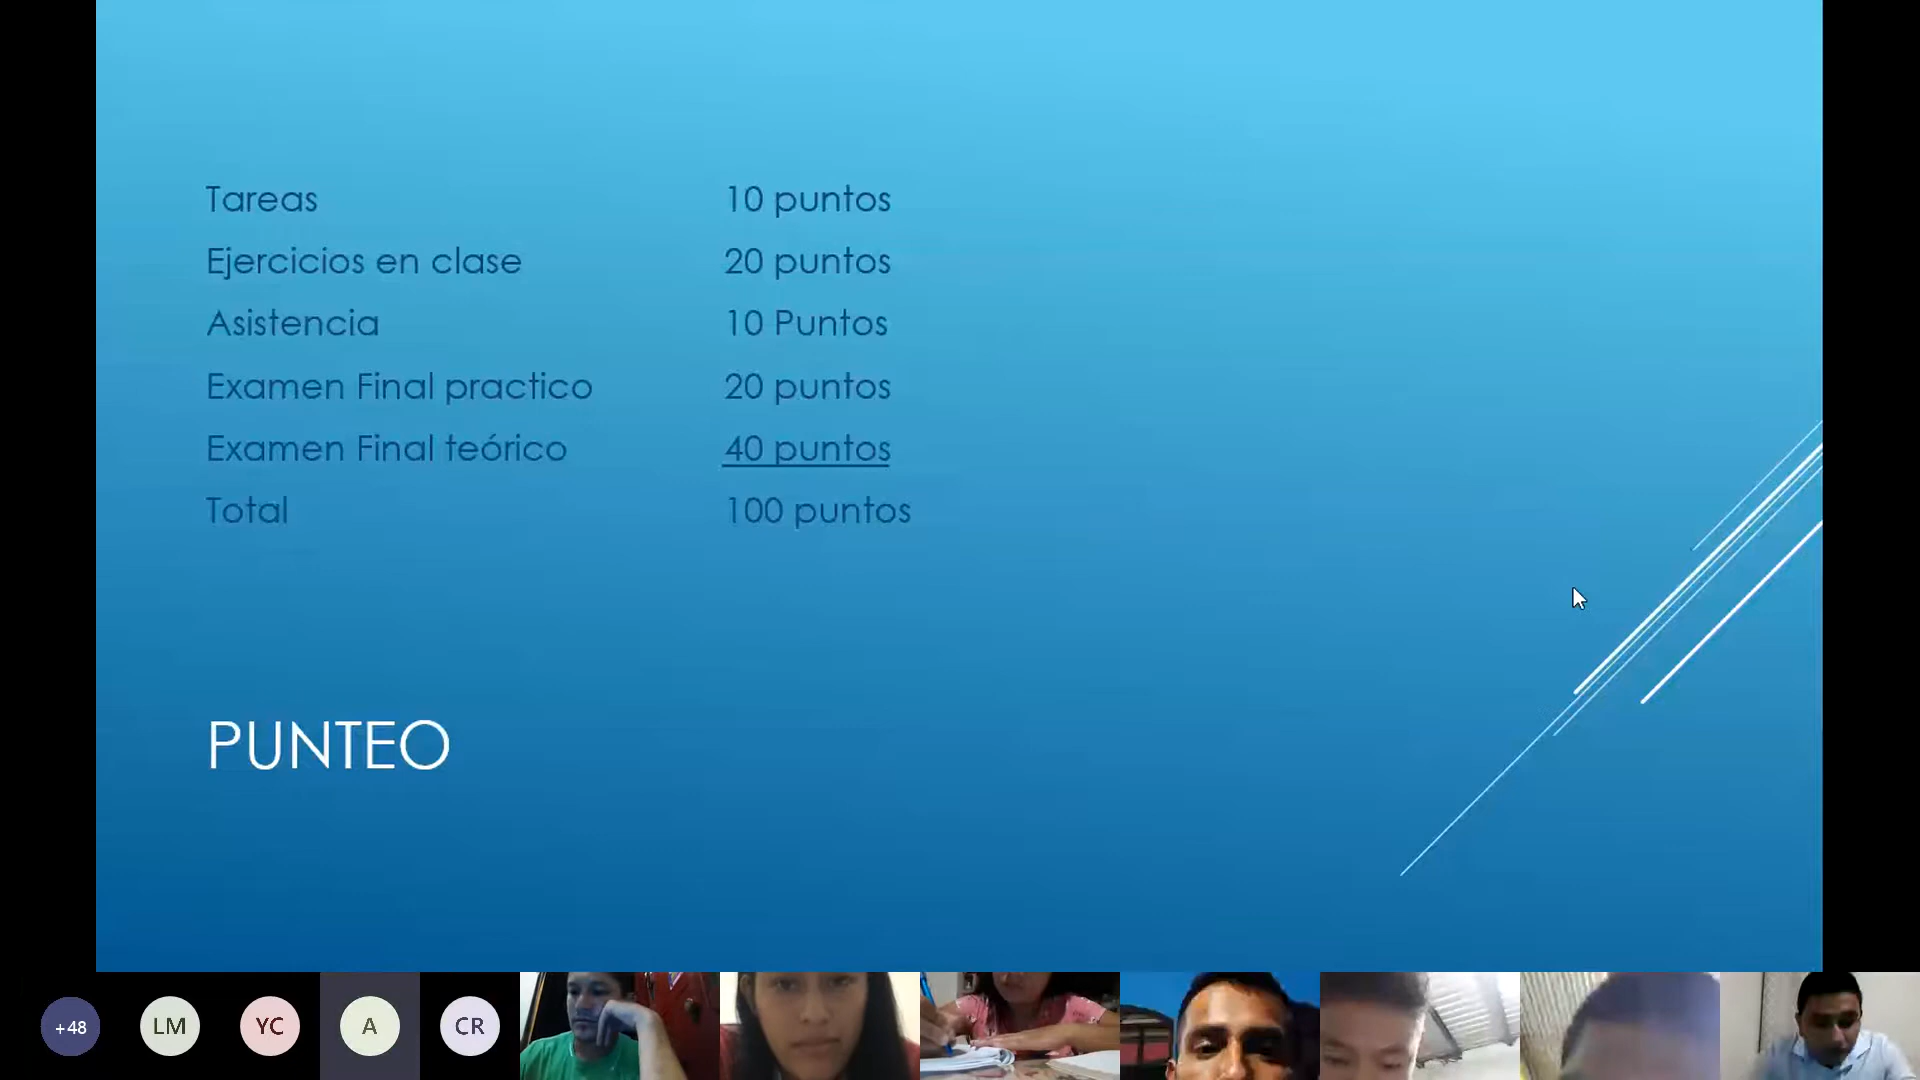 Tareas 10 puntos
Ejercicios en clase 20 puntos
Asistencia 10 Puntos
Examen Final practico 20 puntos
Examen Final teórico 40 puntos
Total 100 puntos
PUNTEO
+48 LM YC A CR